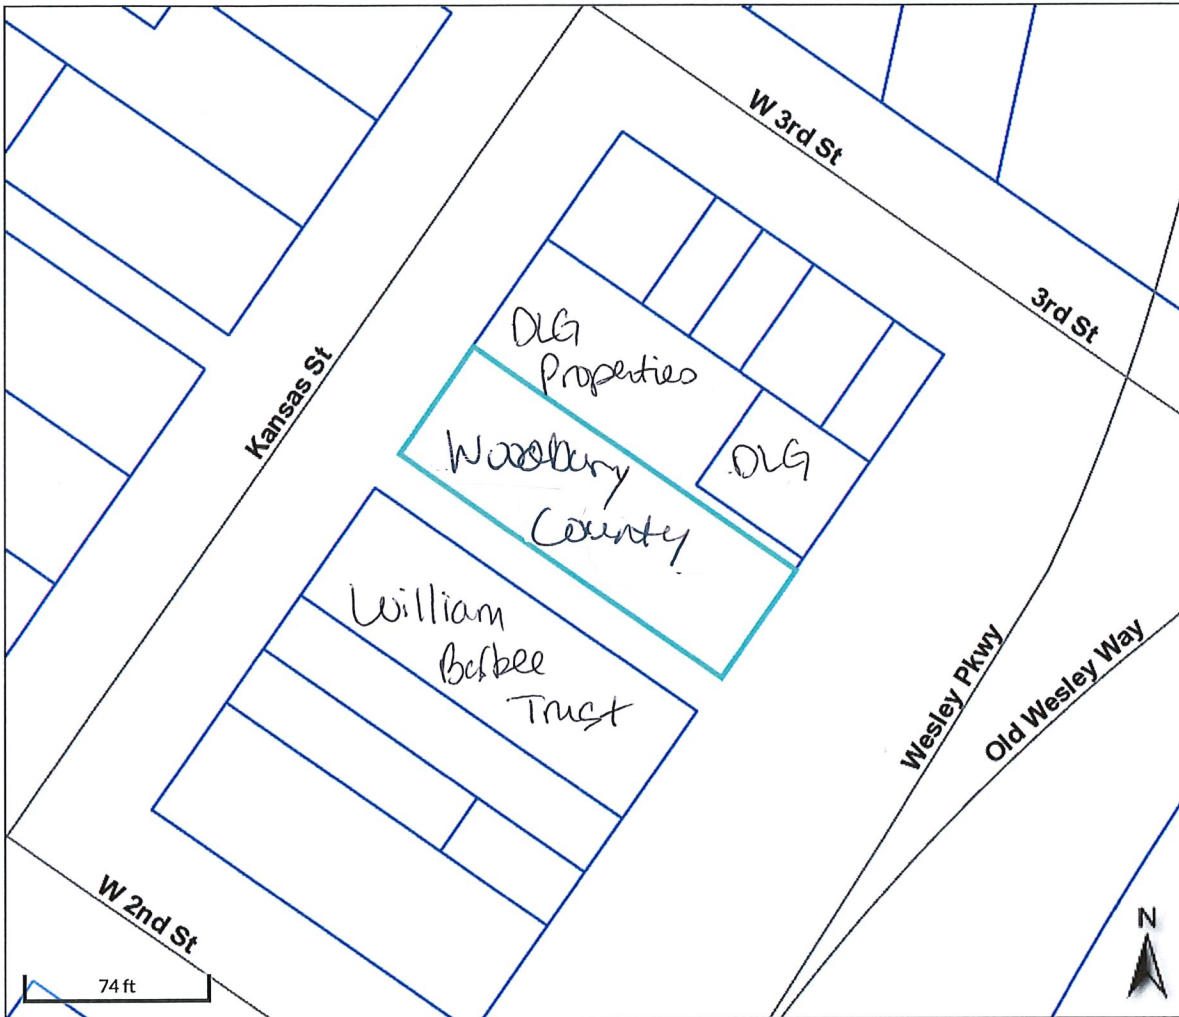 W 3rd St
3rd St
Kansas St
DLG
Properties
DLG
Woodbury
County
William
Barbee
Trust
Wesley Pkwy
Old Wesley Way
W 2nd St
74 ft
N